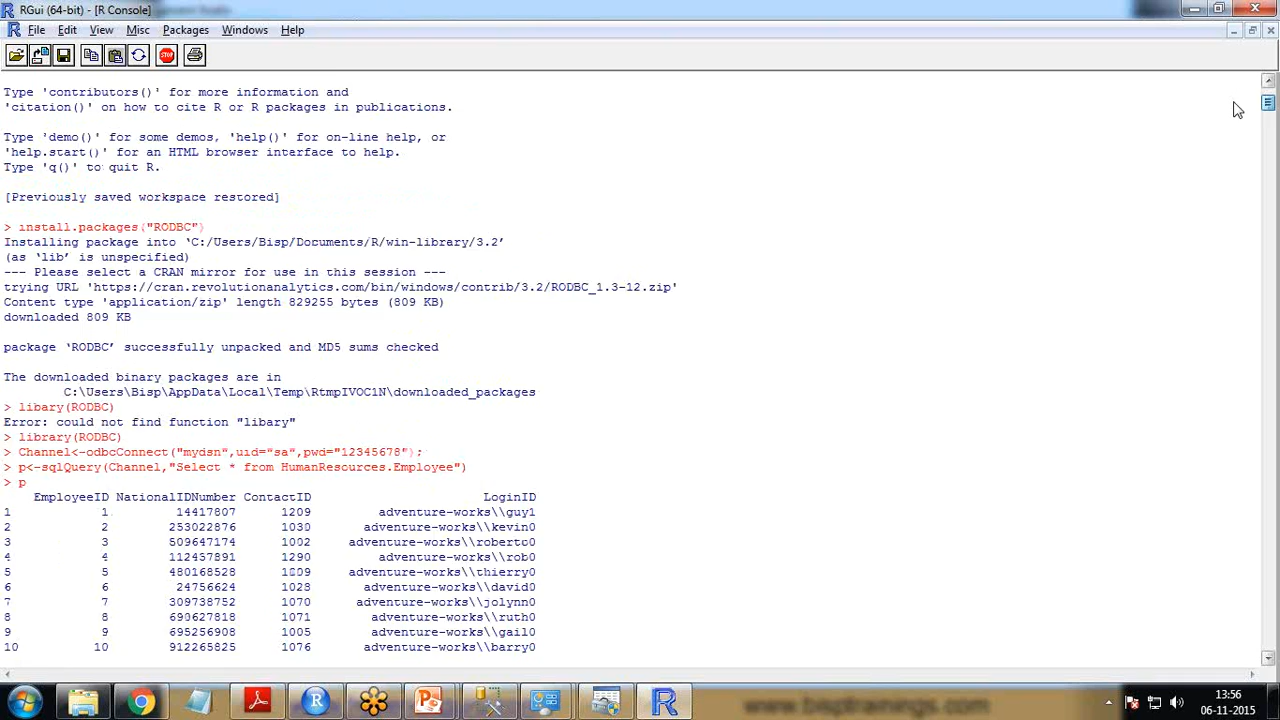 RGui (64-bit) - [R Console]
File Edit View Misc Packages Windows Help
STOP
Type 'contributors()' for more information and
'citation()' on how to cite R or R packages in publications.
Type 'demo()' for some demos, 'help()' for on-line help, or
'help.start()' for an HTML browser interface to help.
Type 'q()' to quit R.
[Previously saved workspace restored]
> install.packages("RODBC")
Installing package into ‘C:/Users/Bisp/Documents/R/win-library/3.2’
(as ‘lib’ is unspecified)
--- Please select a CRAN mirror for use in this session ---
trying URL 'https://cran.revolutionanalytics.com/bin/windows/contrib/3.2/RODBC_1.3-12.zip'
Content type 'application/zip' length 829255 bytes (809 KB)
downloaded 809 KB
package ‘RODBC’ successfully unpacked and MD5 sums checked
The downloaded binary packages are in
C:\Users\Bisp\AppData\Local\Temp\RtmpIVOC1N\downloaded_packages
> libary(RODBC)
Error: could not find function "libary"
> library(RODBC)
> Channel<-odbcConnect("mydsn",uid="sa",pwd="12345678");
> p<-sqlQuery(Channel,"Select * from HumanResources.Employee")
> p
EmployeeID NationalIDNumber ContactID LoginID
1 1 14417807 1209 adventure-works\\guy1
2 2 253022876 1030 adventure-works\\kevin0
3 3 509647174 1002 adventure-works\\roberto0
4 4 112457891 1290 adventure-works\\rob0
5 5 480168528 1009 adventure-works\\thierry0
6 6 24756624 1028 adventure-works\\david0
7 7 309738752 1070 adventure-works\\jolynn0
8 8 690627818 1071 adventure-works\\ruth0
9 9 695256908 1005 adventure-works\\gail0
10 10 912265825 1076 adventure-works\\barry0
13:56
06-11-2015